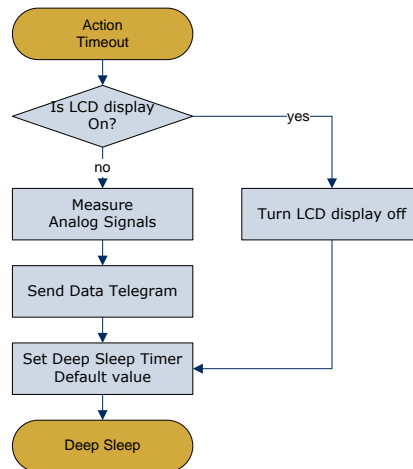 Action
Timeout
Is LCD display
On?
yes
no
Measure
Analog Signals
Turn LCD display off
Send Data Telegram
Set Deep Sleep Timer
Default value
Deep Sleep